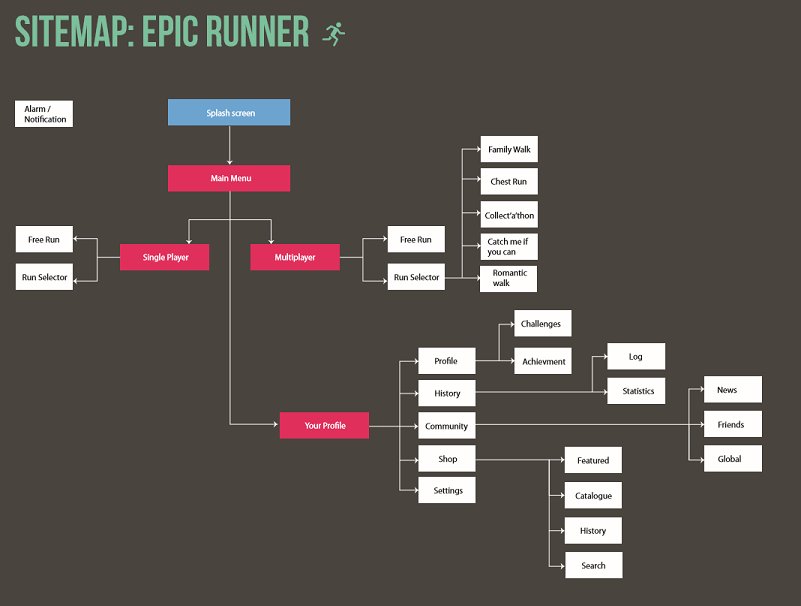 SITEMAP: EPIC RUNNER
Alarm /
Notification
Splash screen
Main Menu
Single Player
Free Run
Run Selector
Multiplayer
Free Run
Run Selector
Family Walk
Chest Run
Collect'a'thon
Catch me if
you can
Romantic
walk
Your Profile
Profile
Challenges
Achievment
History
Log
Statistics
Community
News
Friends
Global
Shop
Featured
Catalogue
History
Search
Settings